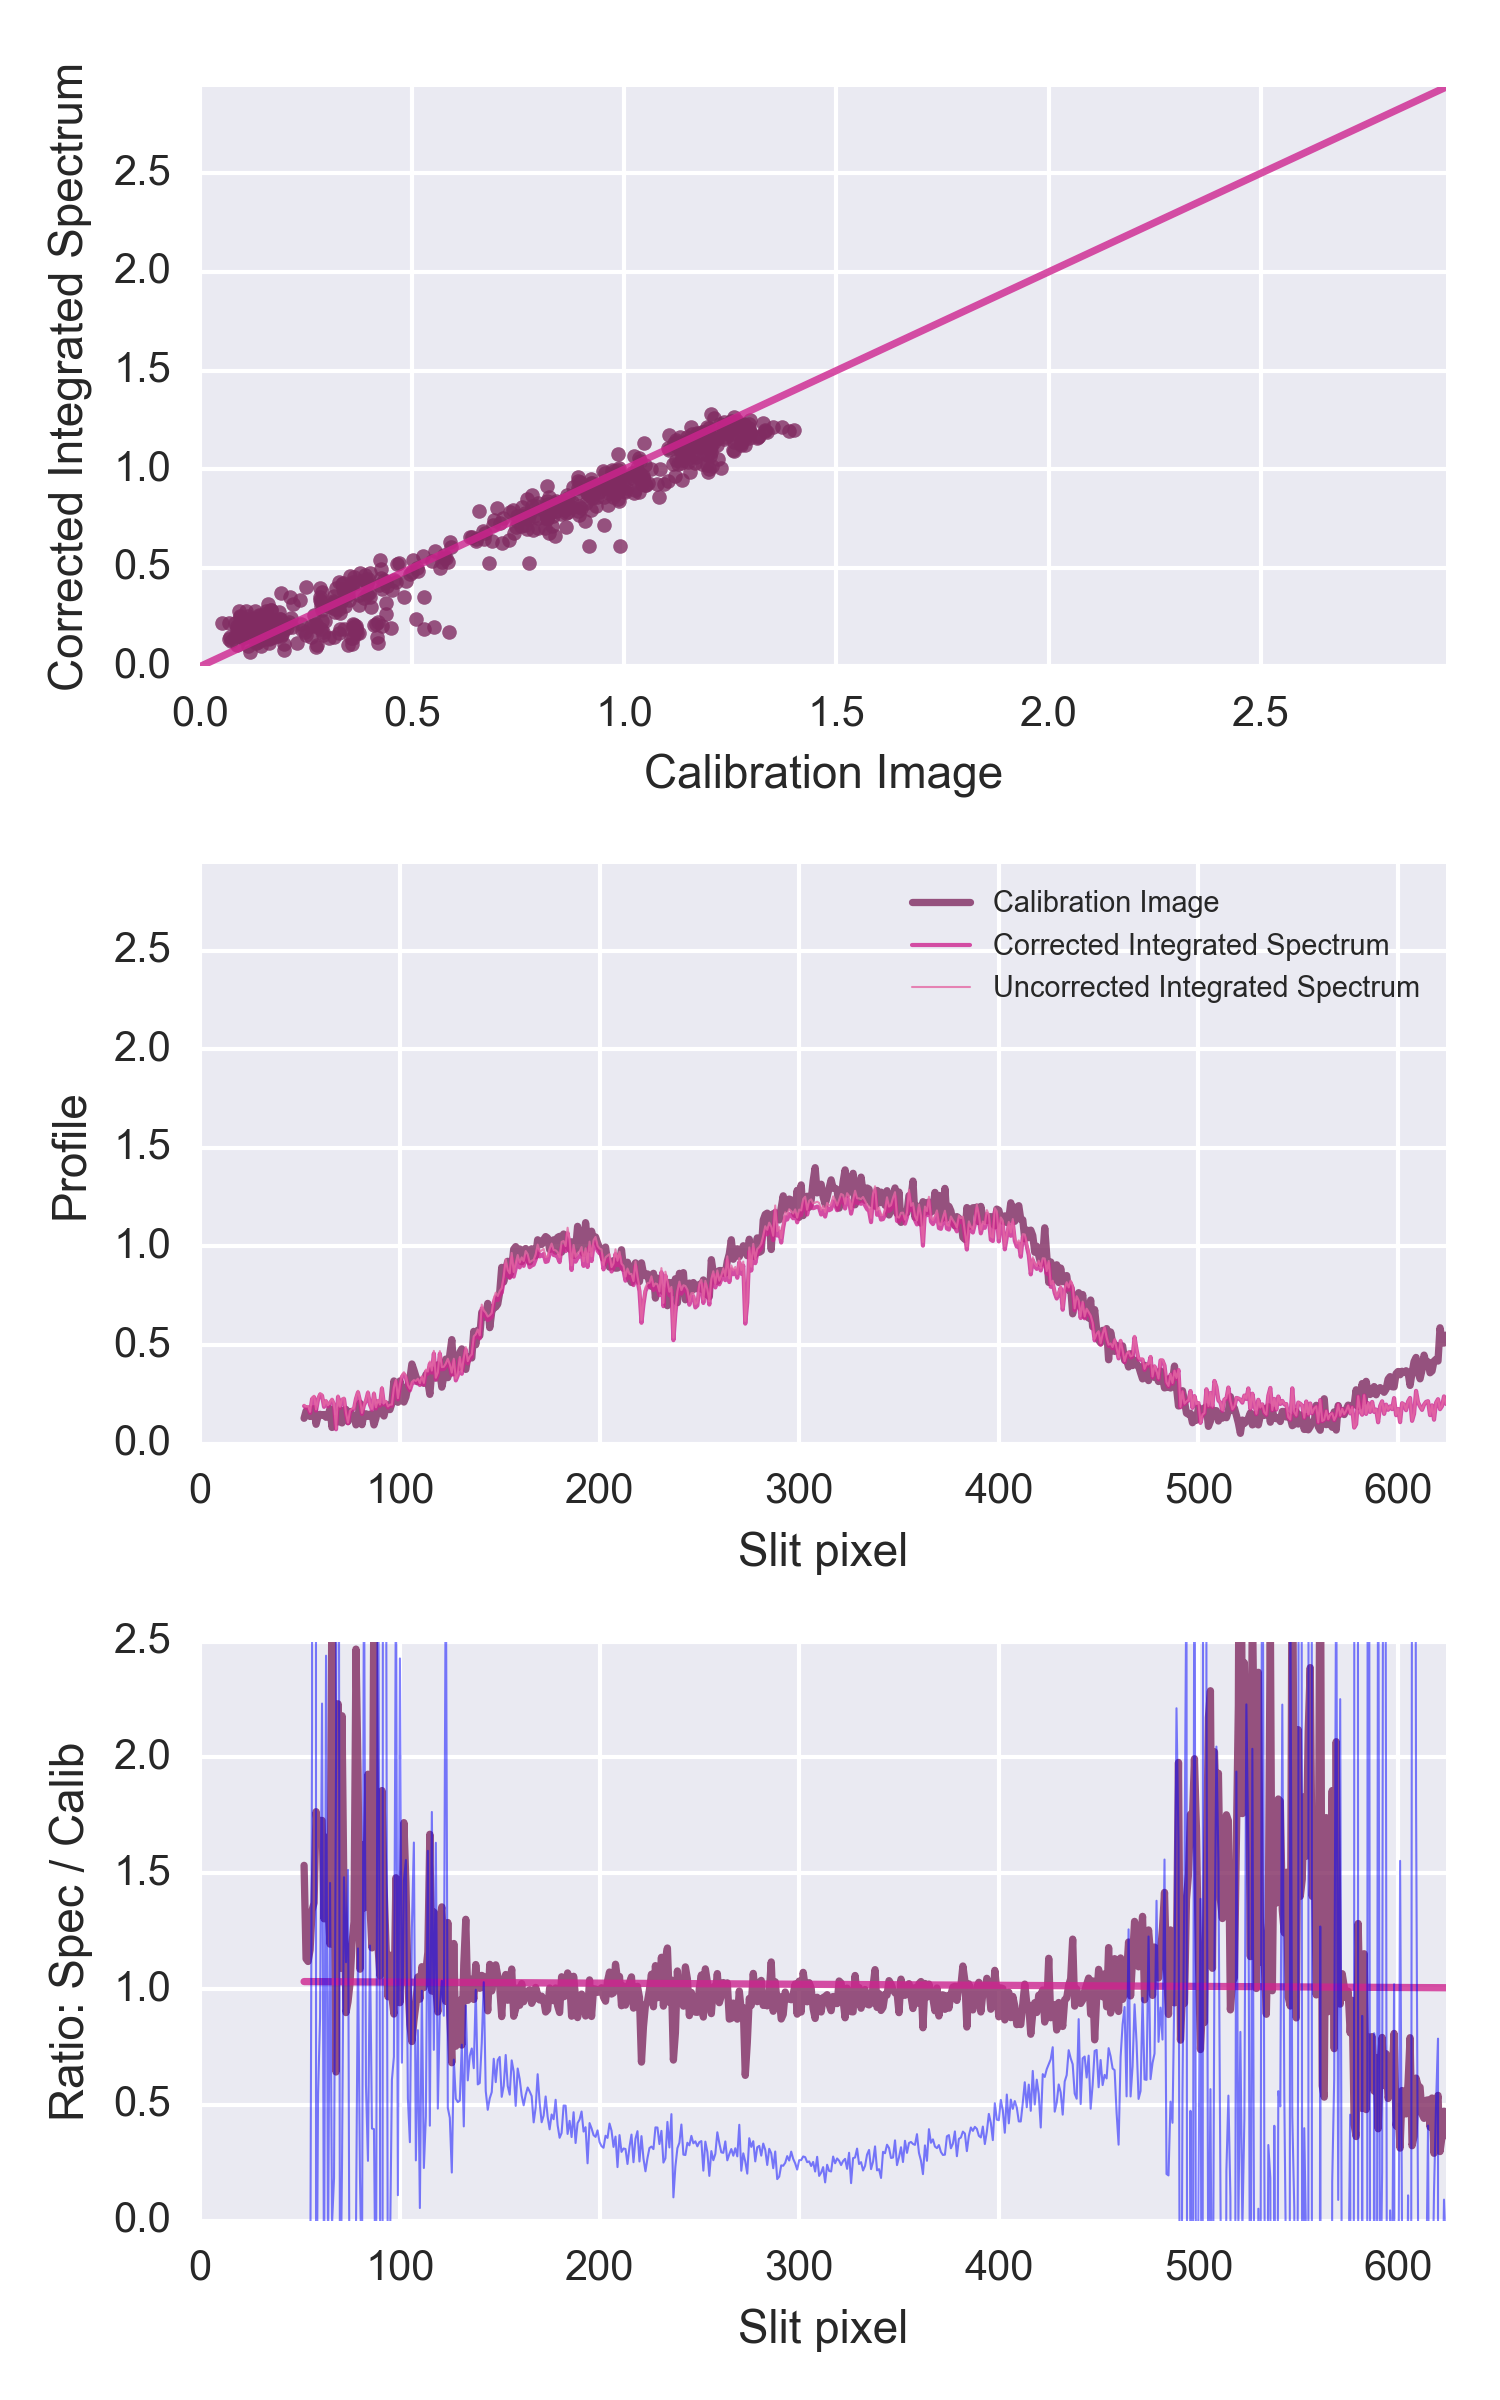 Corrected Integrated Spectrum
2.5
2.0
1.5
1.0
0.5
0.0
0.0 0.5 1.0 1.5 2.0 2.5
Calibration Image
Profile
Calibration Image
Corrected Integrated Spectrum
Uncorrected Integrated Spectrum
2.5
2.0
1.5
1.0
0.5
0.0
0 100 200 300 400 500 600
Slit pixel
Ratio: Spec / Calib
2.5
2.0
1.5
1.0
0.5
0.0
0 100 200 300 400 500 600
Slit pixel